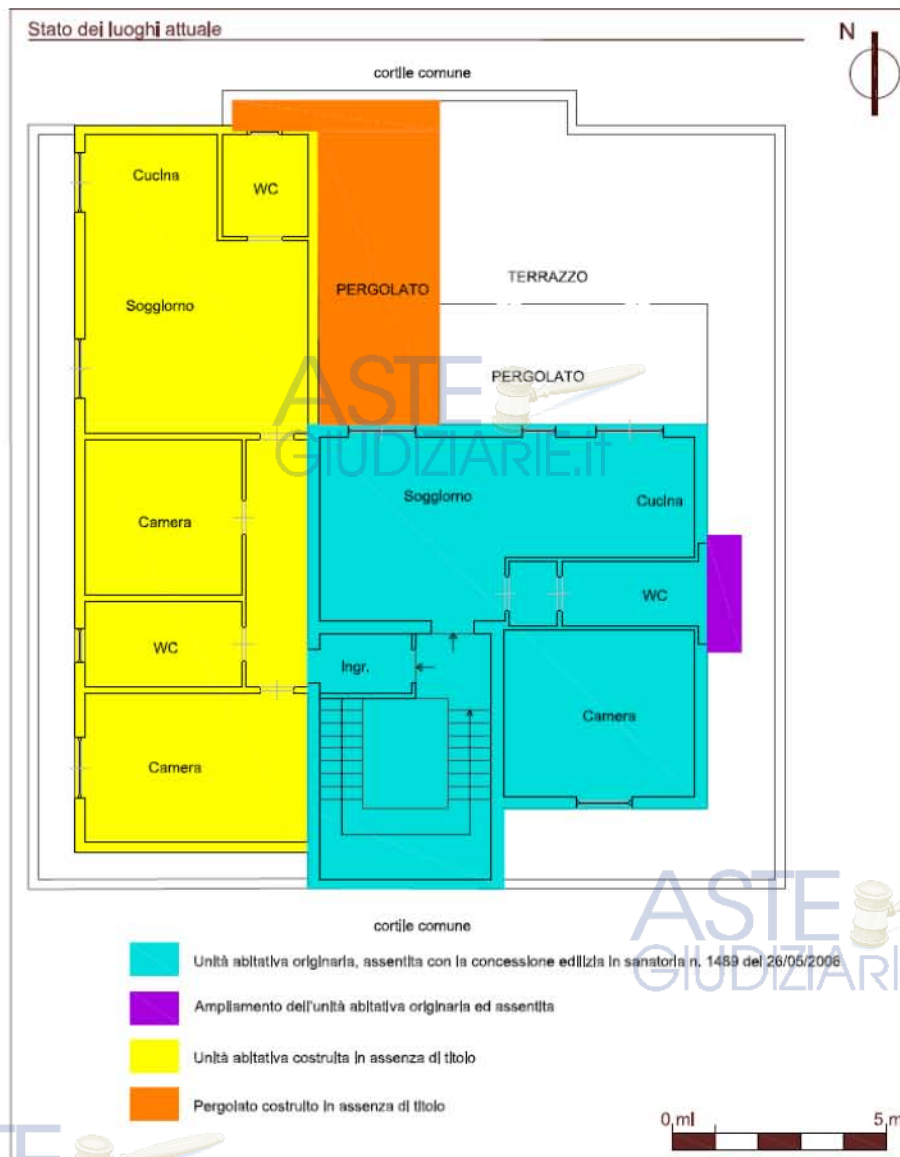 Stato dei luoghi attuale
N
cortile comune
Cucina
WC
TERRAZZO
PERGOLATO
Soggiorno
PERGOLATO
ASTE
GIUDIZIARIE.it
Soggiorno
Cucina
Camera
WC
WC
Ingr.
Camera
Camera
cortile comune
ASTE
GIUDIZIARI
Unità abitativa originaria, assentita con la concessione edilizia in sanatoria n. 1489 del 26/05/2006
Ampliamento dell'unità abitativa originaria ed assentita
Unità abitativa costruita in assenza di titolo
Pergolato costruito in assenza di titolo
0 ml
5 m
TE